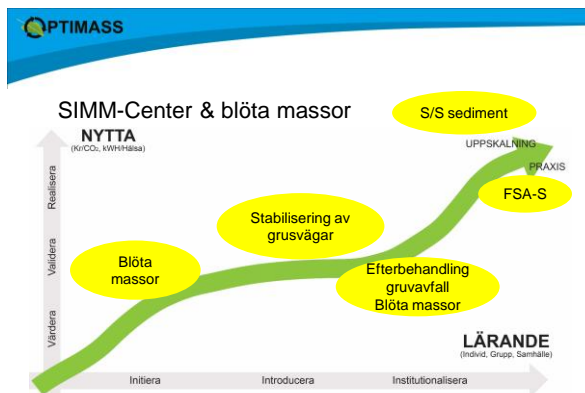 OPTIMASS
SIMM-Center & blöta massor
S/S sediment
NYTTA
(Kr/CO₂, kWH/Hälsa)
UPPSKALNING
PRAXIS
FSA-S
Realisera
Stabilisering av
grusvägar
Validera
Blöta
massor
Efterbehandling
gruvavfall
Blöta massor
Värdera
LÄRANDE
(Individ, Grupp, Samhälle)
Initiera
Introducera
Institutionalisera